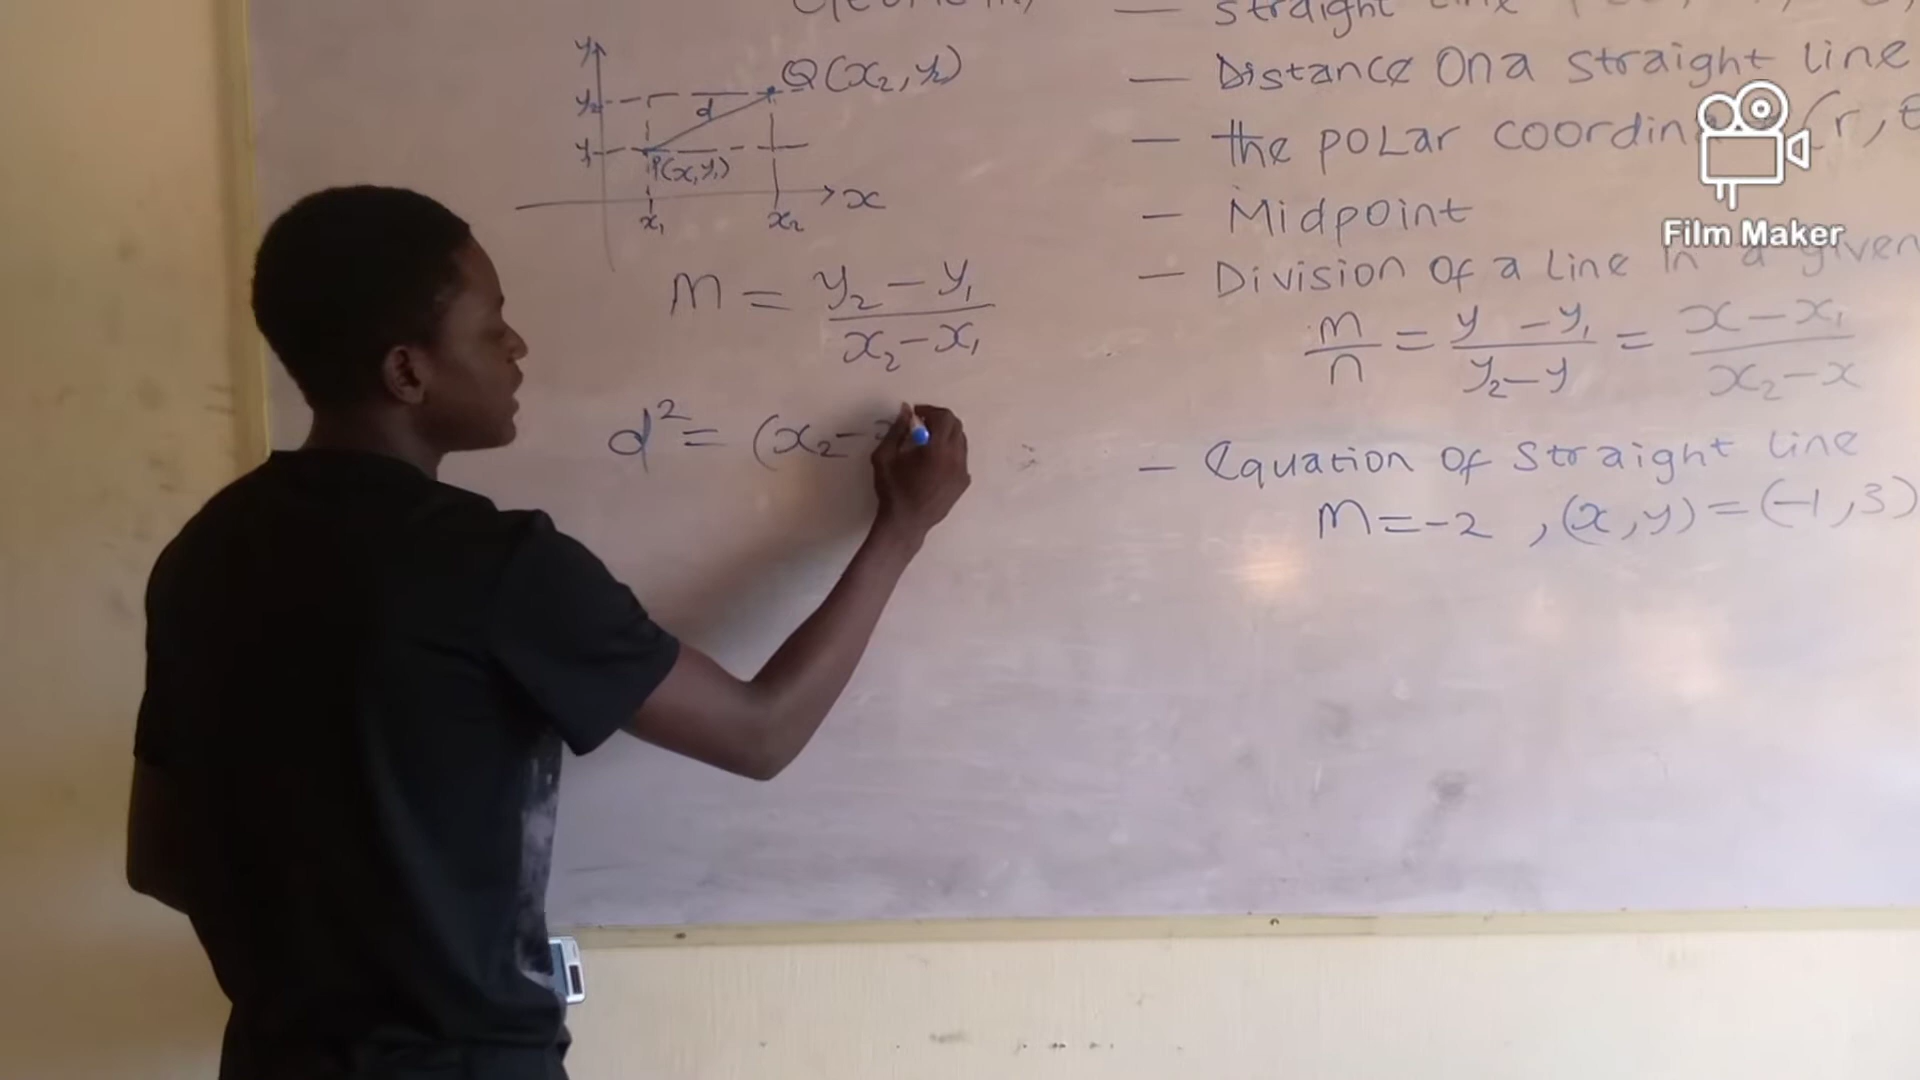 y
Q(x₂, y₂)
y₂
d
y₁
P(x₁, y₁)
x₁ x₂ x
M = (y₂ − y₁)/(x₂ − x₁)
d² = (x₂ −
— straight line
— Distance On a straight line
— the poLar coordin (r,
— Midpoint
— Division Of a Line in a given
m/n = (y − y₁)/(y₂ − y) = (x − x₁)/(x₂ − x)
— Equation Of Straight line
M = −2 , (x, y) = (−1, 3)
Film Maker